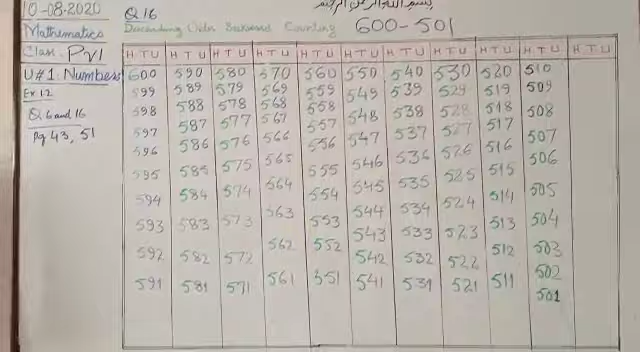 10-08-2020
Mathematics
Class: Pv1
U#1: Numbers
Ex 12
Q 6 and 16
Pg 43, 51
بسم الله الرحمن الرحيم
Q.16
Descending Order Backward Counting 600-501
H T U H T U H T U H T U H T U H T U H T U H T U H T U H T U H T U
600 590 580 570 560 550 540 530 520 510
599 589 579 569 559 549 539 529 519 509
598 588 578 568 558 548 538 528 518 508
597 587 577 567 557 547 537 527 517 507
596 586 576 566 556 546 536 526 516 506
595 585 575 565 555 545 535 525 515 505
594 584 574 564 554 544 534 524 514 504
593 583 573 563 553 543 533 523 513 503
592 582 572 562 552 542 532 522 512 502
591 581 571 561 551 541 531 521 511 501